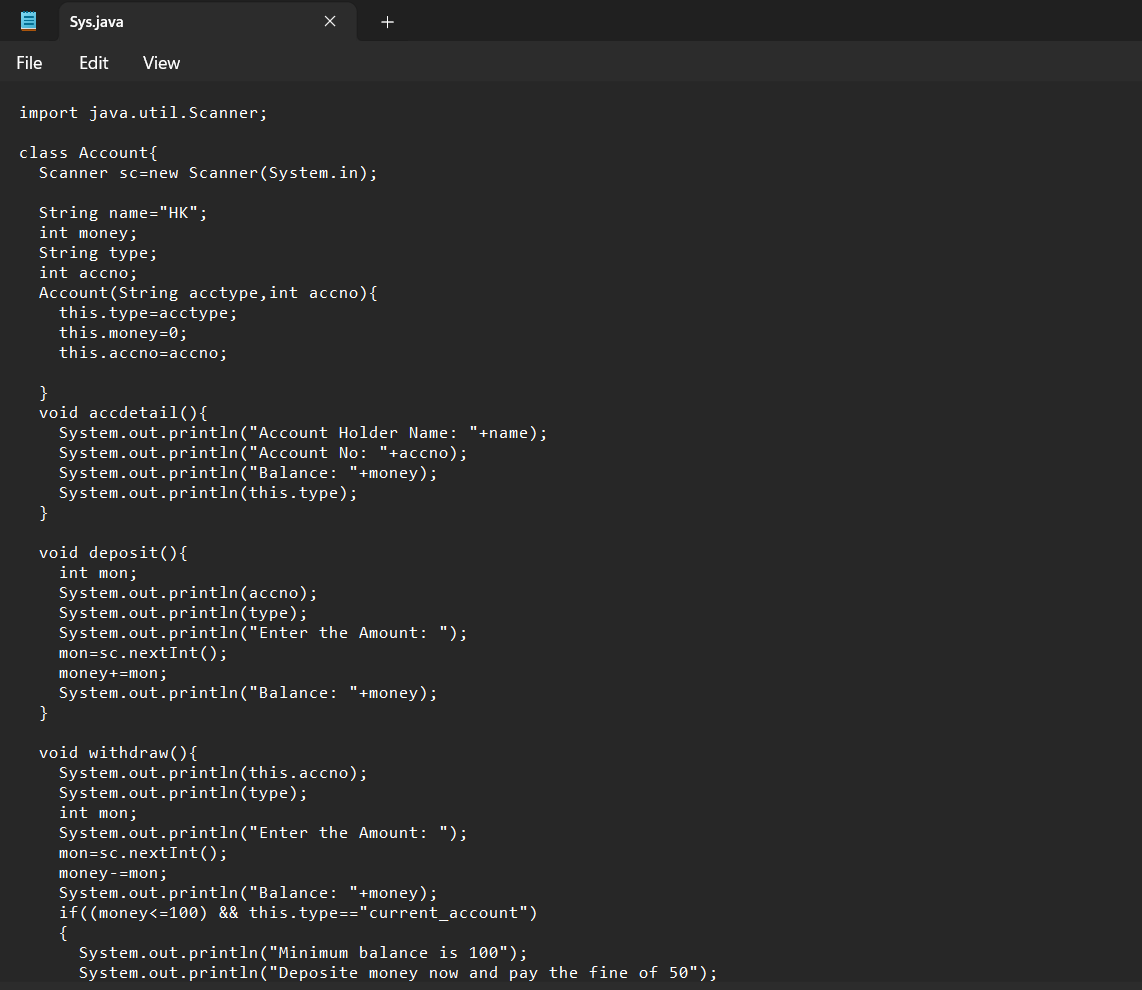 Sys.java
File Edit View
import java.util.Scanner;
class Account{
  Scanner sc=new Scanner(System.in);
  String name="HK";
  int money;
  String type;
  int accno;
  Account(String acctype,int accno){
    this.type=acctype;
    this.money=0;
    this.accno=accno;
  }
  void accdetail(){
    System.out.println("Account Holder Name: "+name);
    System.out.println("Account No: "+accno);
    System.out.println("Balance: "+money);
    System.out.println(this.type);
  }
  void deposit(){
    int mon;
    System.out.println(accno);
    System.out.println(type);
    System.out.println("Enter the Amount: ");
    mon=sc.nextInt();
    money+=mon;
    System.out.println("Balance: "+money);
  }
  void withdraw(){
    System.out.println(this.accno);
    System.out.println(type);
    int mon;
    System.out.println("Enter the Amount: ");
    mon=sc.nextInt();
    money-=mon;
    System.out.println("Balance: "+money);
    if((money<=100) && this.type=="current_account")
    {
      System.out.println("Minimum balance is 100");
      System.out.println("Deposite money now and pay the fine of 50");